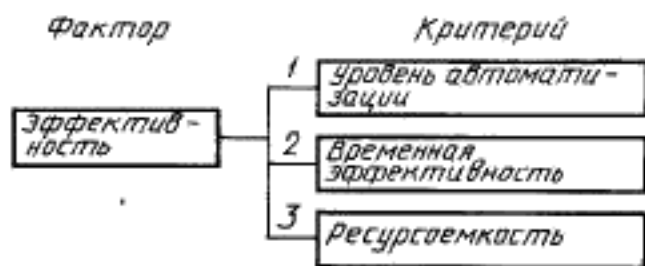 Фактор Критерий
1 Уровень автомати-
зации
Эффектив-
ность
2 Временная
эффективность
3 Ресурсоемкость